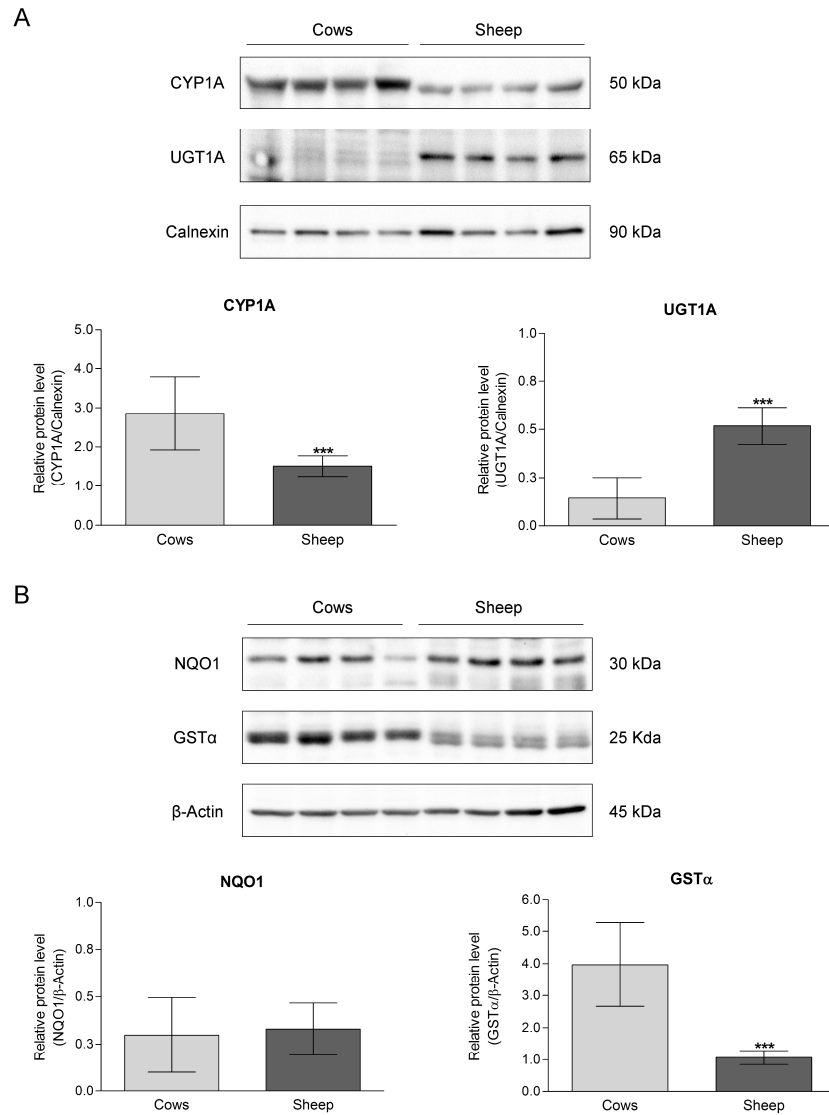 A
Cows Sheep
CYP1A 50 kDa
UGT1A 65 kDa
Calnexin 90 kDa
CYP1A
Relative protein level
(CYP1A/Calnexin)
5.0
4.0
3.0
2.0
1.0
0.0
***
Cows Sheep
UGT1A
Relative protein level
(UGT1A/Calnexin)
1.0
0.8
0.5
0.3
0.0
***
Cows Sheep
B
Cows Sheep
NQO1 30 kDa
GSTα 25 Kda
β-Actin 45 kDa
NQO1
Relative protein level
(NQO1/β-Actin)
1.0
0.8
0.5
0.3
0.0
Cows Sheep
GSTα
Relative protein level
(GSTα/β-Actin)
6.0
5.0
4.0
3.0
2.0
1.0
0.0
***
Cows Sheep